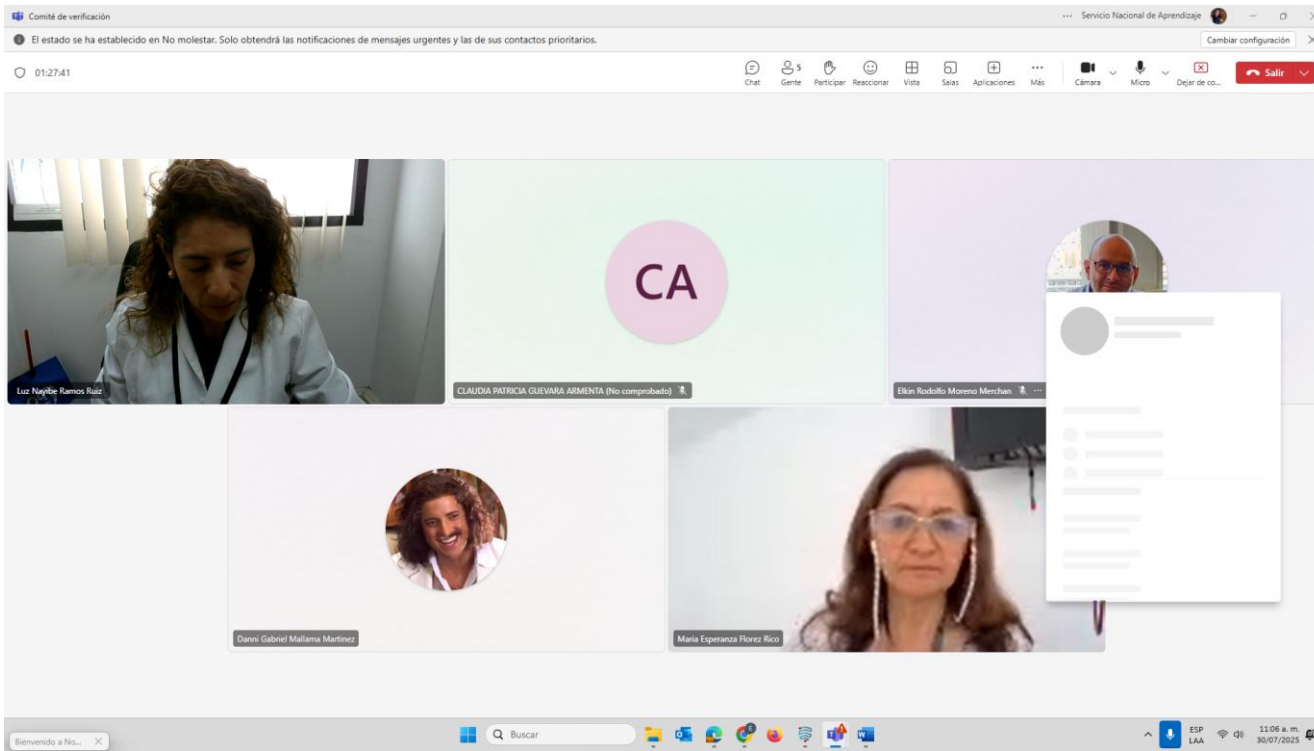 Comité de verificación
Servicio Nacional de Aprendizaje
El estado se ha establecido en No molestar. Solo obtendrá las notificaciones de mensajes urgentes y las de sus contactos prioritarios.
Cambiar configuración
01:27:41
Chat
5
Gente
Participar
Reaccionar
Vista
Salas
Aplicaciones
Más
Cámara
Micro
Dejar de co...
Salir
Luz Nayibe Ramos Ruiz
CA
CLAUDIA PATRICIA GUEVARA ARMENTA (No comprobado)
Elkin Rodolfo Moreno Merchan
Danni Gabriel Mallama Martinez
Maria Esperanza Florez Rico
Bienvenido a No...
Buscar
ESP
LAA
11:06 a. m.
30/07/2025